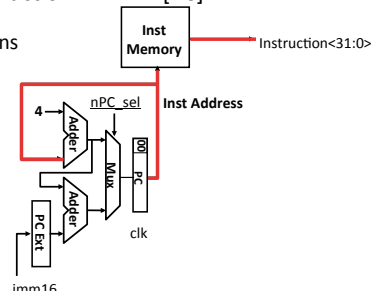 ns
Inst
Memory
Instruction<31:0>
Inst Address
nPC_sel
4
Adder
Mux
00
PC
Adder
PC Ext
clk
imm16